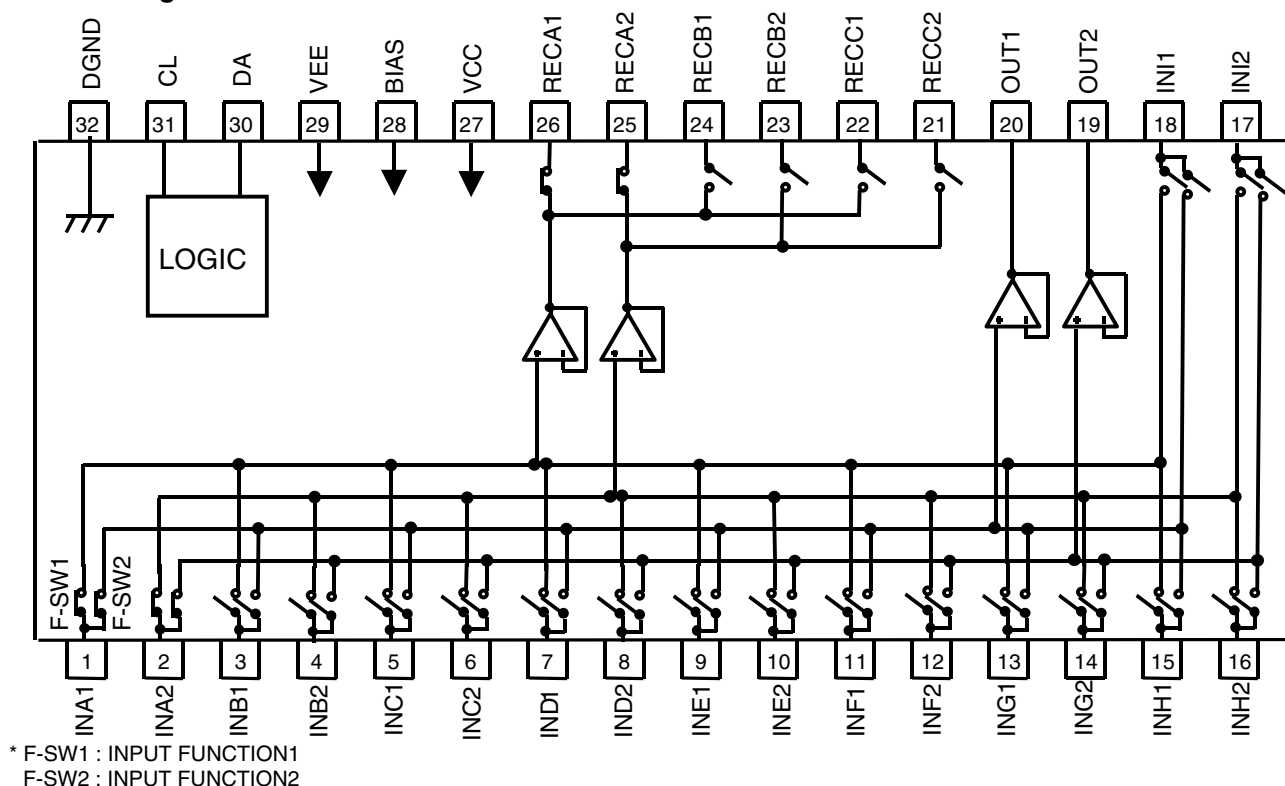 DGND
CL
DA
VEE
BIAS
VCC
RECA1
RECA2
RECB1
RECB2
RECC1
RECC2
OUT1
OUT2
INI1
INI2
32
31
30
29
28
27
26
25
24
23
22
21
20
19
18
17
LOGIC
F-SW1
F-SW2
1
2
3
4
5
6
7
8
9
10
11
12
13
14
15
16
INA1
INA2
INB1
INB2
INC1
INC2
IND1
IND2
INE1
INE2
INF1
INF2
ING1
ING2
INH1
INH2
* F-SW1 : INPUT FUNCTION1
F-SW2 : INPUT FUNCTION2